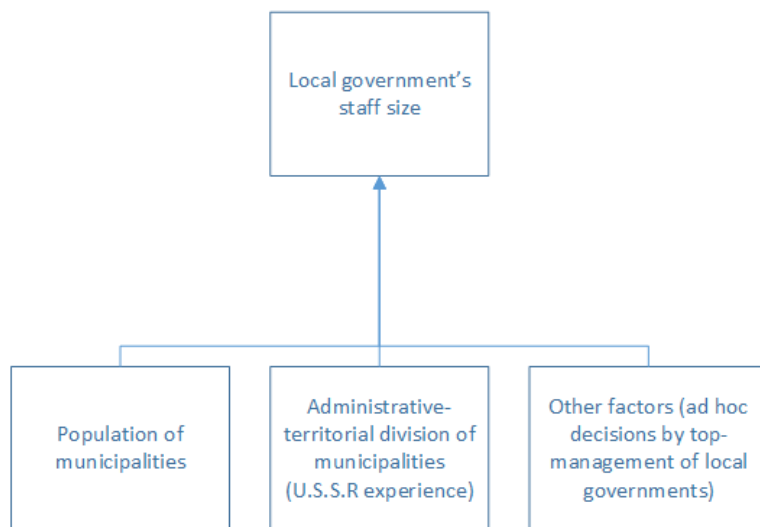 Local government's
staff size
Population of
municipalities
Administrative-
territorial division of
municipalities
(U.S.S.R experience)
Other factors (ad hoc
decisions by top-
management of local
governments)